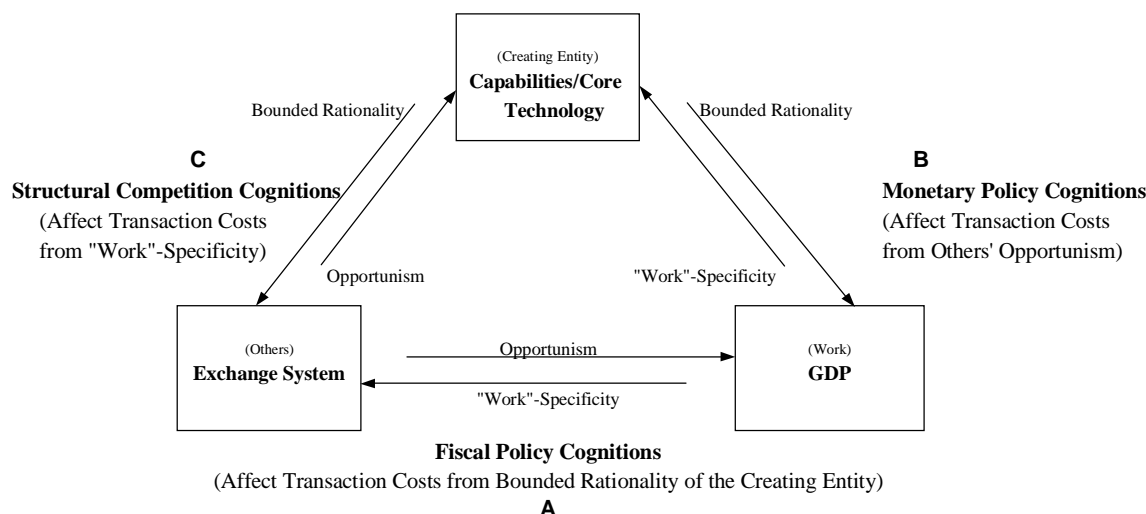 (Creating Entity)
Capabilities/Core
Technology
Bounded Rationality
Bounded Rationality
C
Structural Competition Cognitions
(Affect Transaction Costs
from "Work"-Specificity)
B
Monetary Policy Cognitions
(Affect Transaction Costs
from Others' Opportunism)
Opportunism
"Work"-Specificity
(Others)
Exchange System
Opportunism
"Work"-Specificity
(Work)
GDP
Fiscal Policy Cognitions
(Affect Transaction Costs from Bounded Rationality of the Creating Entity)
A